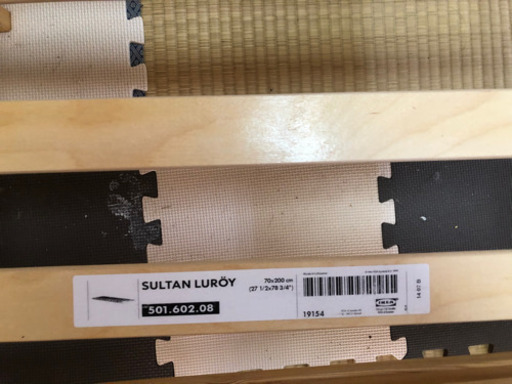 SULTAN LURÖY
70x200 cm
(27 1/2x78 3/4")
501.602.08
19154
IKEA